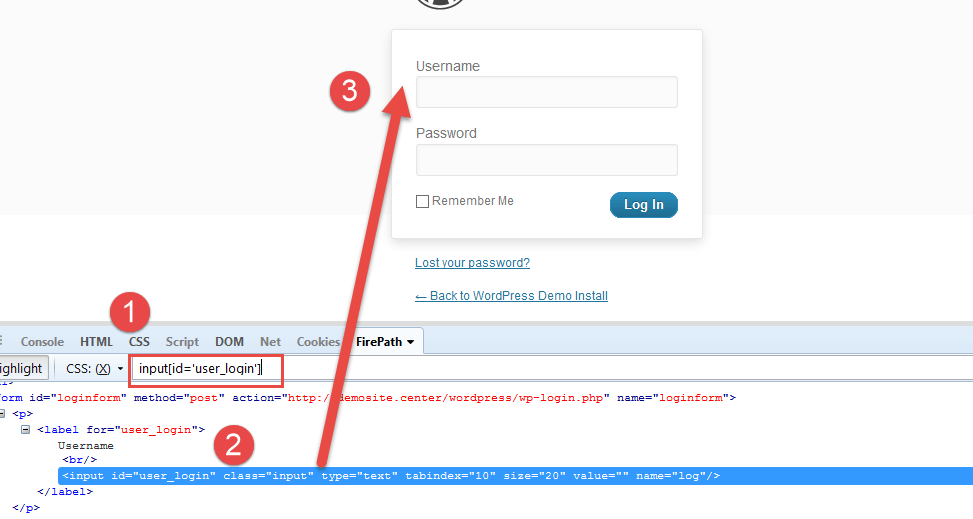 Username
3
Password
Remember Me
Log In
Lost your password?
← Back to WordPress Demo Install
1
Console HTML CSS Script DOM Net Cookies FirePath ▾
ighlight CSS: (X) ▾ input[id='user_login']
orm id="loginform" method="post" action="http: demosite.center/wordpress/wp-login.php" name="loginform">
<p>
<label for="user_login">
Username
2
<br/>
<input id="user_login" class="input" type="text" tabindex="10" size="20" value="" name="log"/>
</label>
</p>